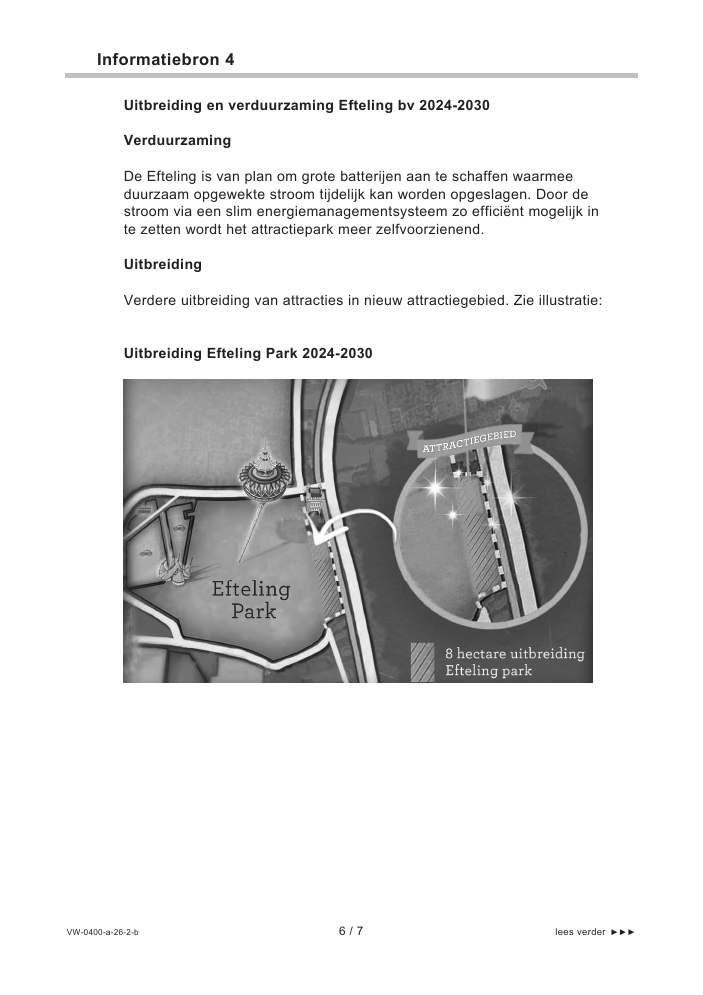 Informatiebron 4
Uitbreiding en verduurzaming Efteling bv 2024-2030
Verduurzaming
De Efteling is van plan om grote batterijen aan te schaffen waarmee
duurzaam opgewekte stroom tijdelijk kan worden opgeslagen. Door de
stroom via een slim energiemanagementsysteem zo efficiënt mogelijk in
te zetten wordt het attractiepark meer zelfvoorzienend.
Uitbreiding
Verdere uitbreiding van attracties in nieuw attractiegebied. Zie illustratie:
Uitbreiding Efteling Park 2024-2030
ATTRACTIEGEBIED
Efteling
Park
8 hectare uitbreiding
Efteling park
VW-0400-a-26-2-b
6 / 7
lees verder ►►►